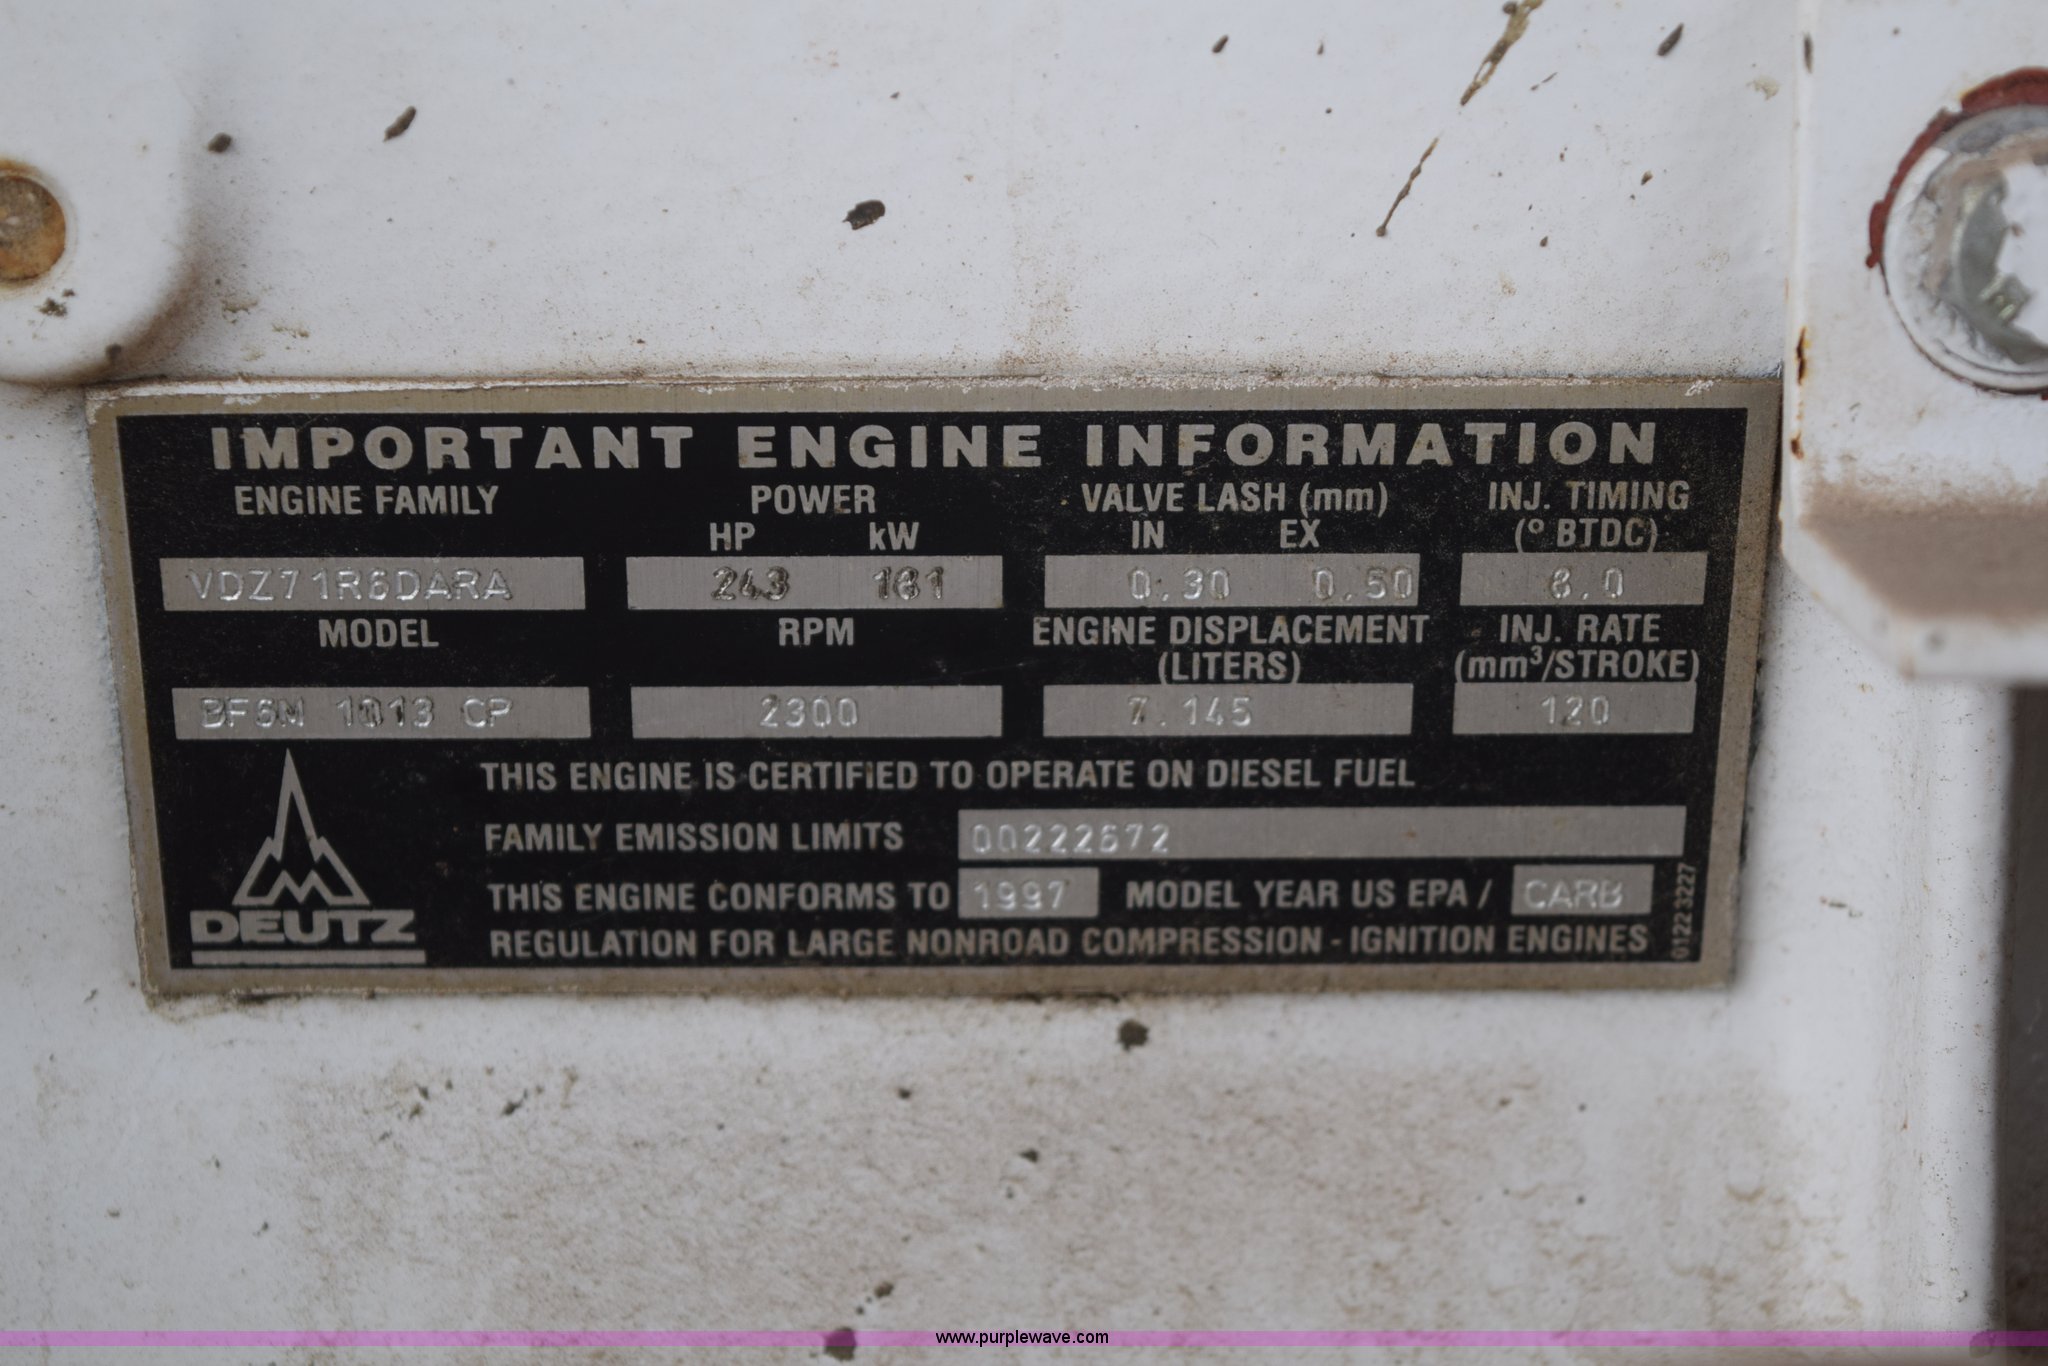 IMPORTANT ENGINE INFORMATION
ENGINE FAMILY POWER VALVE LASH (mm) INJ. TIMING
HP kW IN EX (° BTDC)
VDZ71R6DARA 243 181 0.30 0.50 6.0
MODEL RPM ENGINE DISPLACEMENT INJ. RATE
(LITERS) (mm³/STROKE)
BF6M 1013 CP 2300 7.145 120
THIS ENGINE IS CERTIFIED TO OPERATE ON DIESEL FUEL
FAMILY EMISSION LIMITS 00222672
THIS ENGINE CONFORMS TO 1997 MODEL YEAR US EPA / CARB
DEUTZ
REGULATION FOR LARGE NONROAD COMPRESSION - IGNITION ENGINES
0122 3227
www.purplewave.com